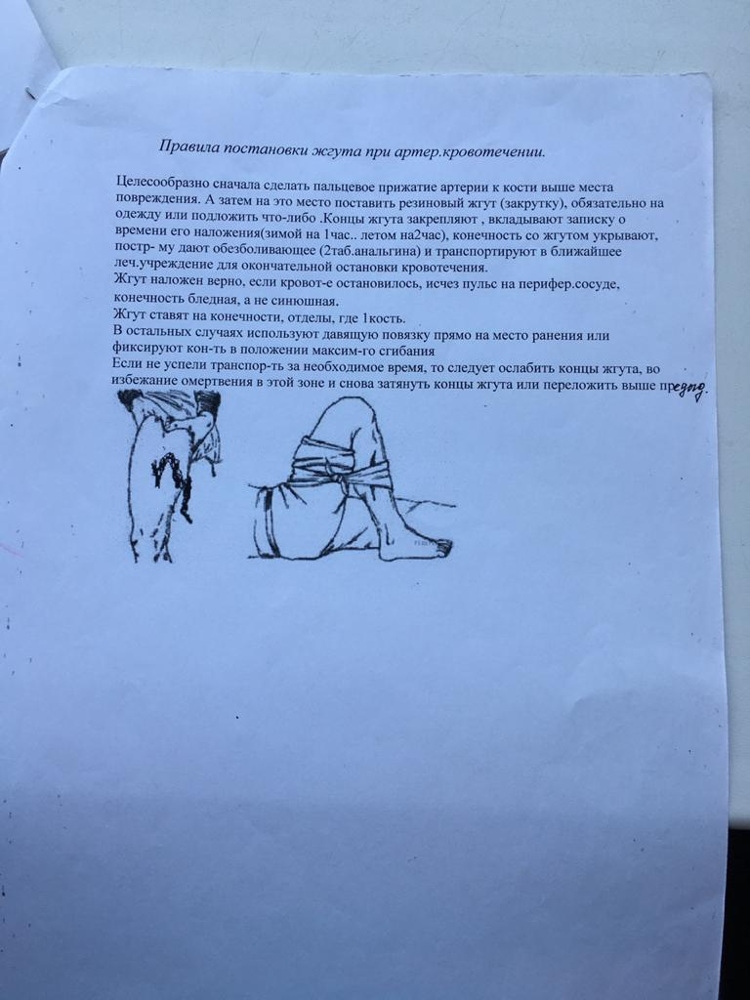 Правила постановки жгута при артер.кровотечении.
Целесообразно сначала сделать пальцевое прижатие артерии к кости выше места
повреждения. А затем на это место поставить резиновый жгут (закрутку), обязательно на
одежду или подложить что-либо .Концы жгута закрепляют , вкладывают записку о
времени его наложения(зимой на 1час.. летом на2час), конечность со жгутом укрывают,
постр- му дают обезболивающее (2таб.анальгина) и транспортируют в ближайшее
леч.учреждение для окончательной остановки кровотечения.
Жгут наложен верно, если кровот-е остановилось, исчез пульс на перифер.сосуде,
конечность бледная, а не синюшная.
Жгут ставят на конечности, отделы, где 1кость.
В остальных случаях используют давящую повязку прямо на место ранения или
фиксируют кон-ть в положении максим-го сгибания
Если не успели транспор-ть за необходимое время, то следует ослабить концы жгута, во
избежание омертвения в этой зоне и снова затянуть концы жгута или переложить выше предыд.